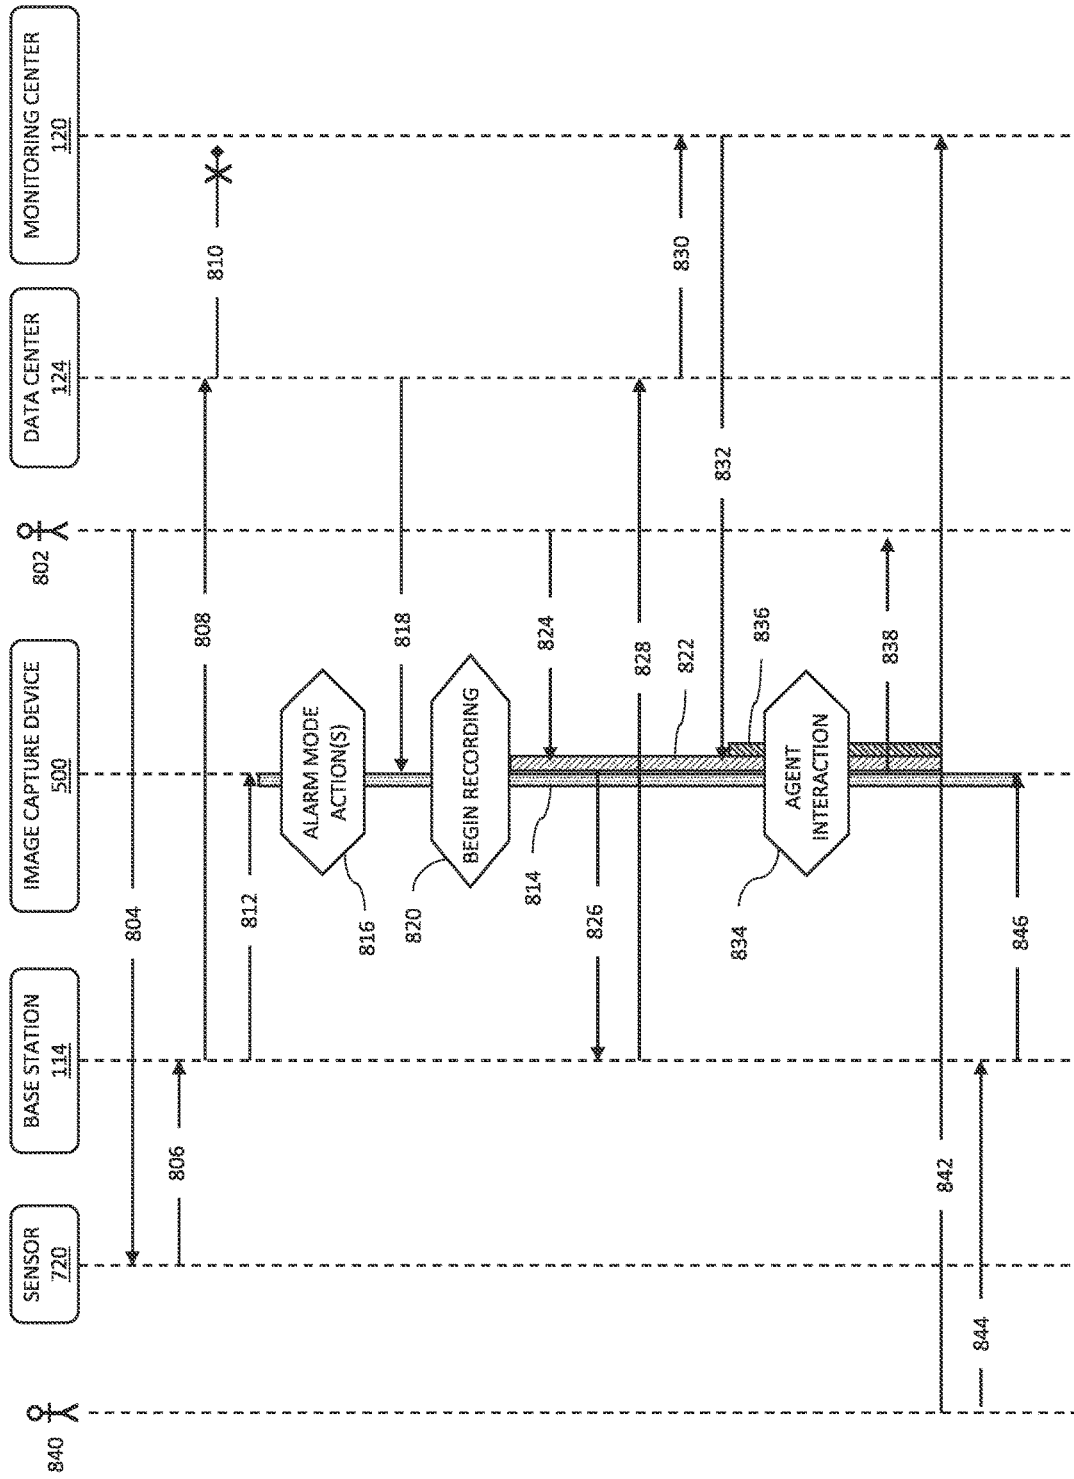 840
SENSOR
720
BASE STATION
114
IMAGE CAPTURE DEVICE
500
802
DATA CENTER
124
MONITORING CENTER
120
804
806
808
810
812
ALARM MODE
ACTION(S)
816
818
BEGIN RECORDING
820
814
824
822
826
828
830
832
AGENT
INTERACTION
834
836
838
842
844
846